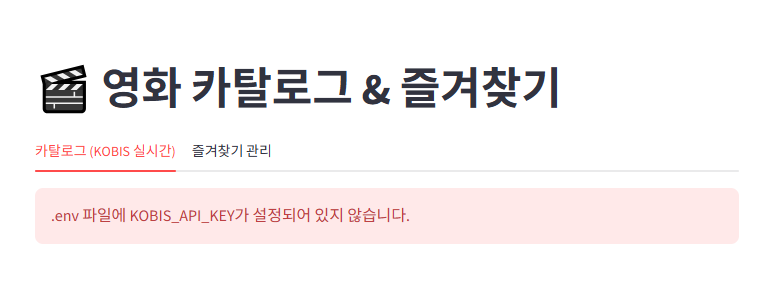 🎬 영화 카탈로그 & 즐겨찾기
카탈로그 (KOBIS 실시간) 즐겨찾기 관리
.env 파일에 KOBIS_API_KEY가 설정되어 있지 않습니다.